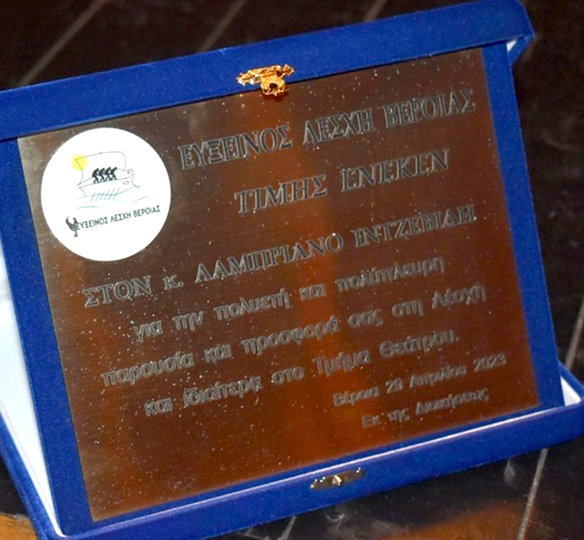 ΕΥΞΕΙΝΟΣ ΛΕΣΧΗ ΒΕΡΟΙΑΣ
ΕΥΞΕΙΝΟΣ ΛΕΣΧΗ ΒΕΡΟΙΑΣ
ΤΙΜΗΣ ΕΝΕΚΕΝ
ΣΤΟΝ κ. ΛΑΜΠΡΙΑΝΟ ΙΝΤΖΕΒΙΔΗ
για την πολυετή και πολύπλευρη
παρουσία και προσφορά σας στη Λέσχη
και ιδιαίτερα στο Τμήμα Θεάτρου.
Βέροια 29 Απριλίου 2023
Εκ της Διοικήσεως